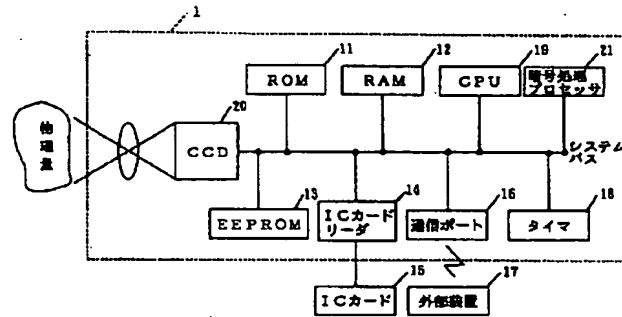 1
11
12
19
21
ROM
RAM
CPU
暗号処理
プロセッサ
20
物理量
CCD
システム
バス
13
14
16
18
EEPROM
ICカード
リーダ
通信ポート
タイマ
15
17
ICカード
外部装置